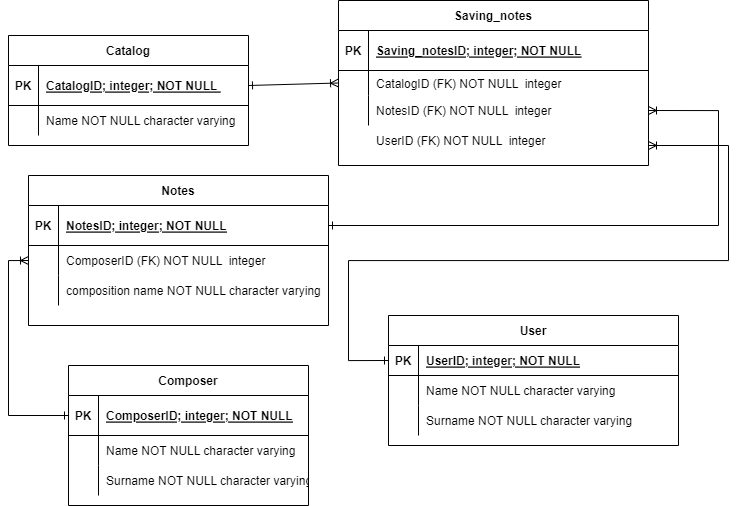 Saving_notes
PK Saving_notesID; integer; NOT NULL
CatalogID (FK) NOT NULL integer
NotesID (FK) NOT NULL integer
UserID (FK) NOT NULL integer
Catalog
PK CatalogID; integer; NOT NULL
Name NOT NULL character varying
Notes
PK NotesID; integer; NOT NULL
ComposerID (FK) NOT NULL integer
composition name NOT NULL character varying
User
PK UserID; integer; NOT NULL
Name NOT NULL character varying
Surname NOT NULL character varying
Composer
PK ComposerID; integer; NOT NULL
Name NOT NULL character varying
Surname NOT NULL character varying